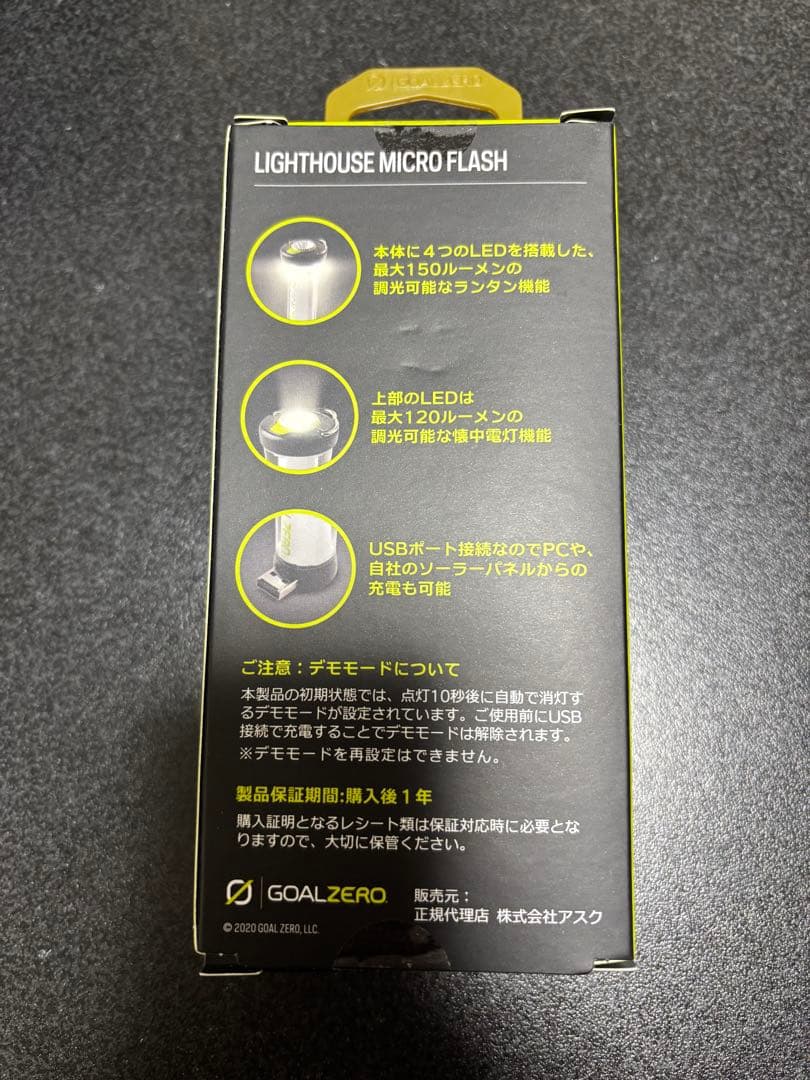 GOALZERO
LIGHTHOUSE MICRO FLASH
本体に4つのLEDを搭載した、
最大150ルーメンの
調光可能なランタン機能
上部のLEDは
最大120ルーメンの
調光可能な懐中電灯機能
USBポート接続なのでPCや、
自社のソーラーパネルからの
充電も可能
ご注意：デモモードについて
本製品の初期状態では、点灯10秒後に自動で消灯す
るデモモードが設定されています。ご使用前にUSB
接続で充電することでデモモードは解除されます。
※デモモードを再設定はできません。
製品保証期間:購入後1年
購入証明となるレシート類は保証対応時に必要とな
りますので、大切に保管ください。
GOALZERO
販売元：
正規代理店 株式会社アスク
© 2020 GOAL ZERO, LLC.